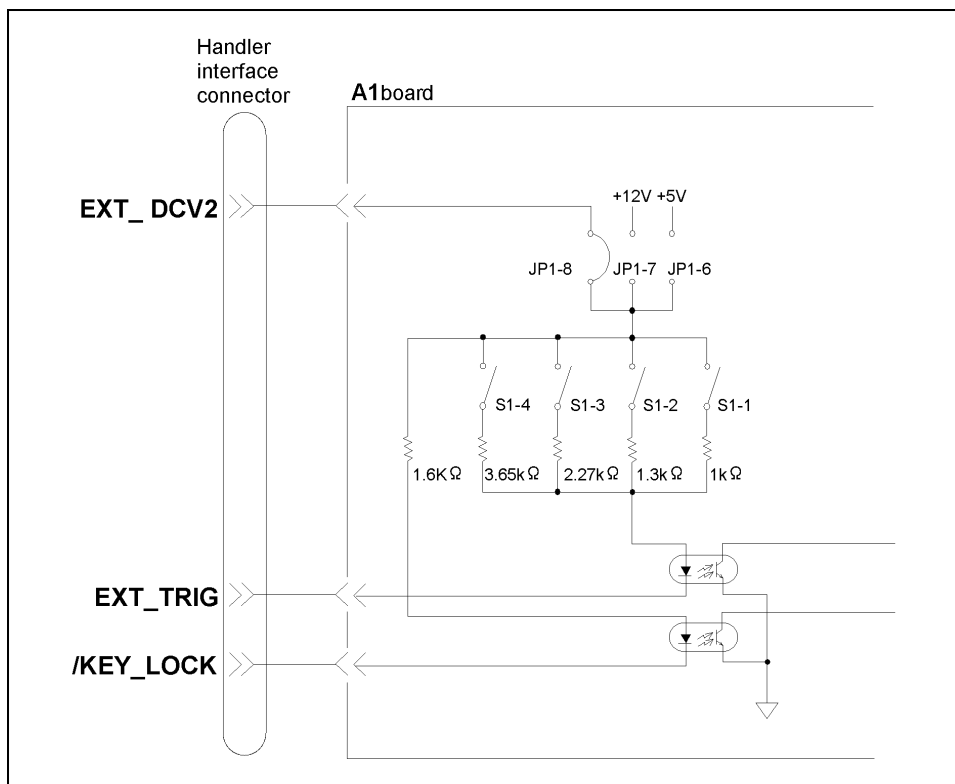 Handler
interface
connector
A1board
EXT_ DCV2
+12V +5V
JP1-8 JP1-7 JP1-6
S1-4 S1-3 S1-2 S1-1
1.6KΩ 3.65kΩ 2.27kΩ 1.3kΩ 1kΩ
EXT_TRIG
/KEY_LOCK